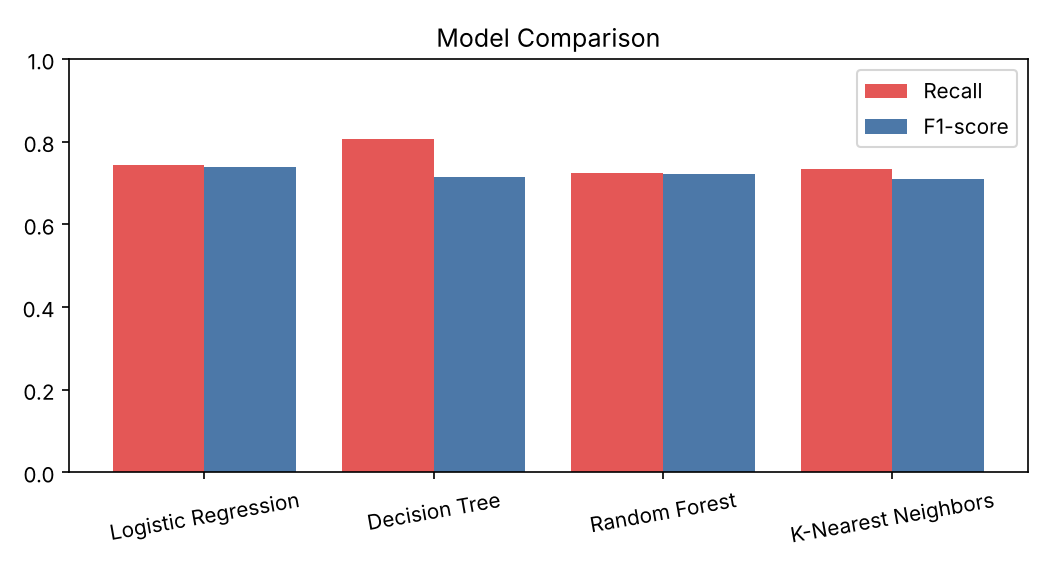 Model Comparison
1.0
0.8
0.6
0.4
0.2
0.0
Recall
F1-score
Logistic Regression
Decision Tree
Random Forest
K-Nearest Neighbors